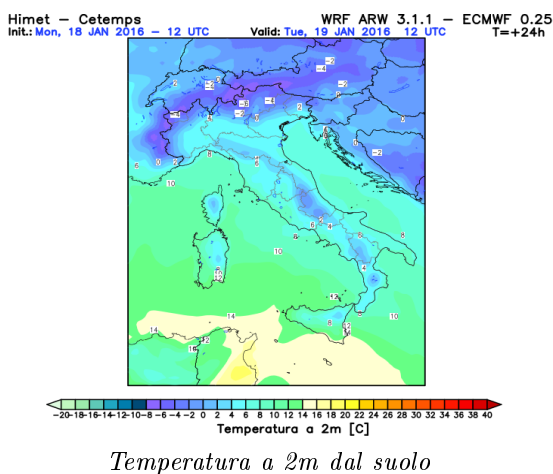 Himet – Cetemps WRF ARW 3.1.1 – ECMWF 0.25
Init.: Mon, 18 JAN 2016 – 12 UTC Valid: Tue, 19 JAN 2016 12 UTC T=+24h
-20-18-16-14-12-10-8 -6 -4 -2 0 2 4 6 8 10 12 14 16 18 20 22 24 26 28 30 32 34 36 38 40
Temperatura a 2m [C]
Temperatura a 2m dal suolo